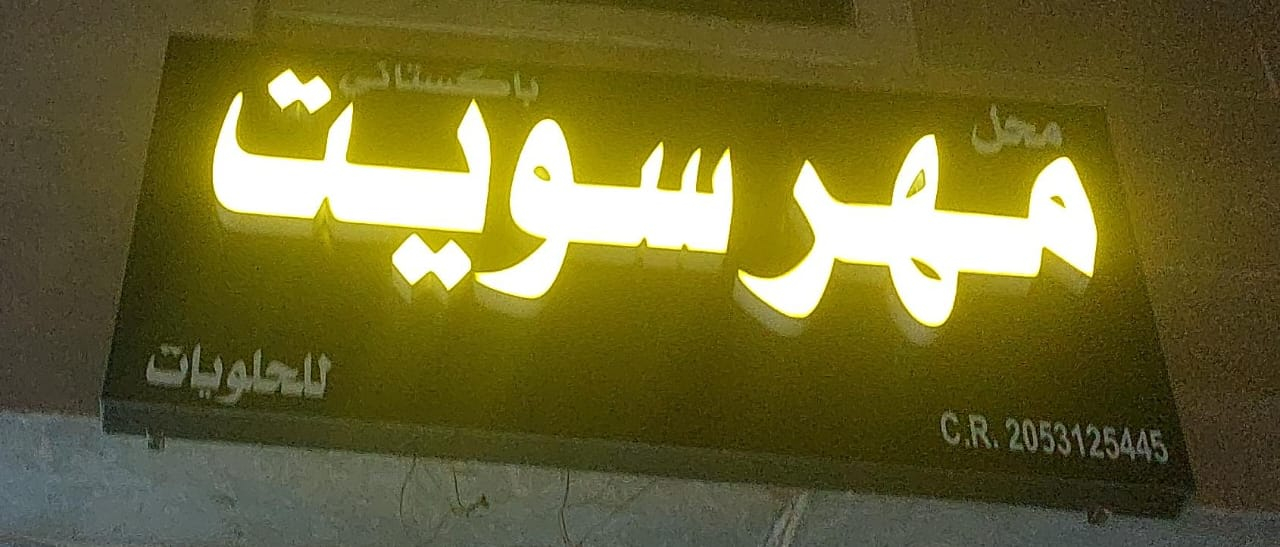 محل باكستاني
مهر سويت
للحلويات
C.R. 2053125445